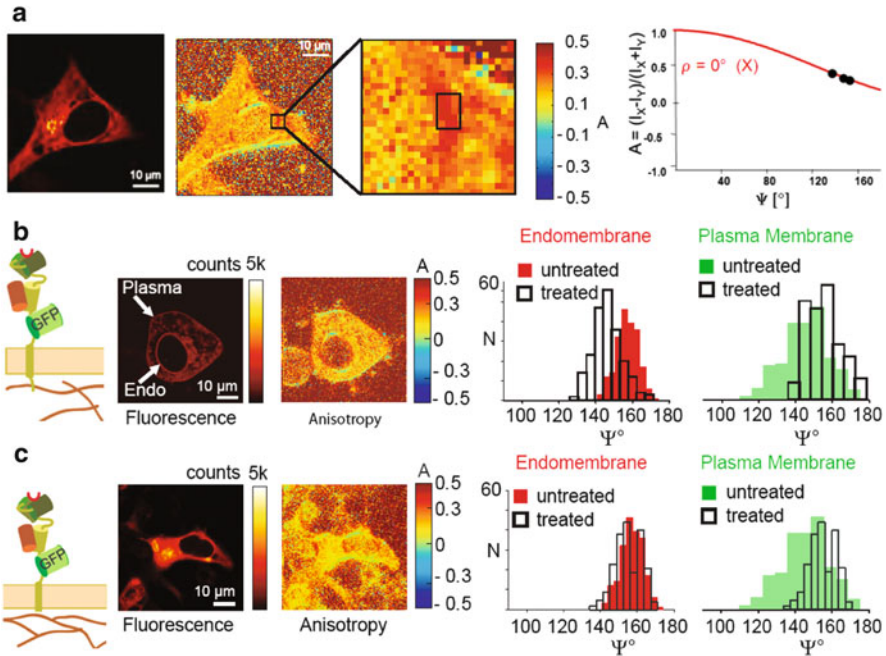 a
10 μm
10 μm
0.5
0.3
0.1
- 0.1
- 0.3
- 0.5
A
A = (I_X-I_Y)/(I_X+I_Y)
1.0
0.5
0.0
-0.5
-1.0
ρ = 0° (X)
40
80
120
160
Ψ [°]
b
GFP
counts 5k
Plasma
Endo
10 μm
Fluorescence
A
0.5
0.3
0
- 0.3
- 0.5
Anisotropy
Endomembrane
untreated
treated
60
N
100
120
140
160
180
Ψ°
Plasma Membrane
untreated
treated
100
120
140
160
180
Ψ°
c
GFP
counts 5k
10 μm
Fluorescence
A
0.5
0.3
0
- 0.3
- 0.5
Anisotropy
Endomembrane
untreated
treated
60
N
100
120
140
160
180
Ψ°
Plasma Membrane
untreated
treated
100
120
140
160
180
Ψ°